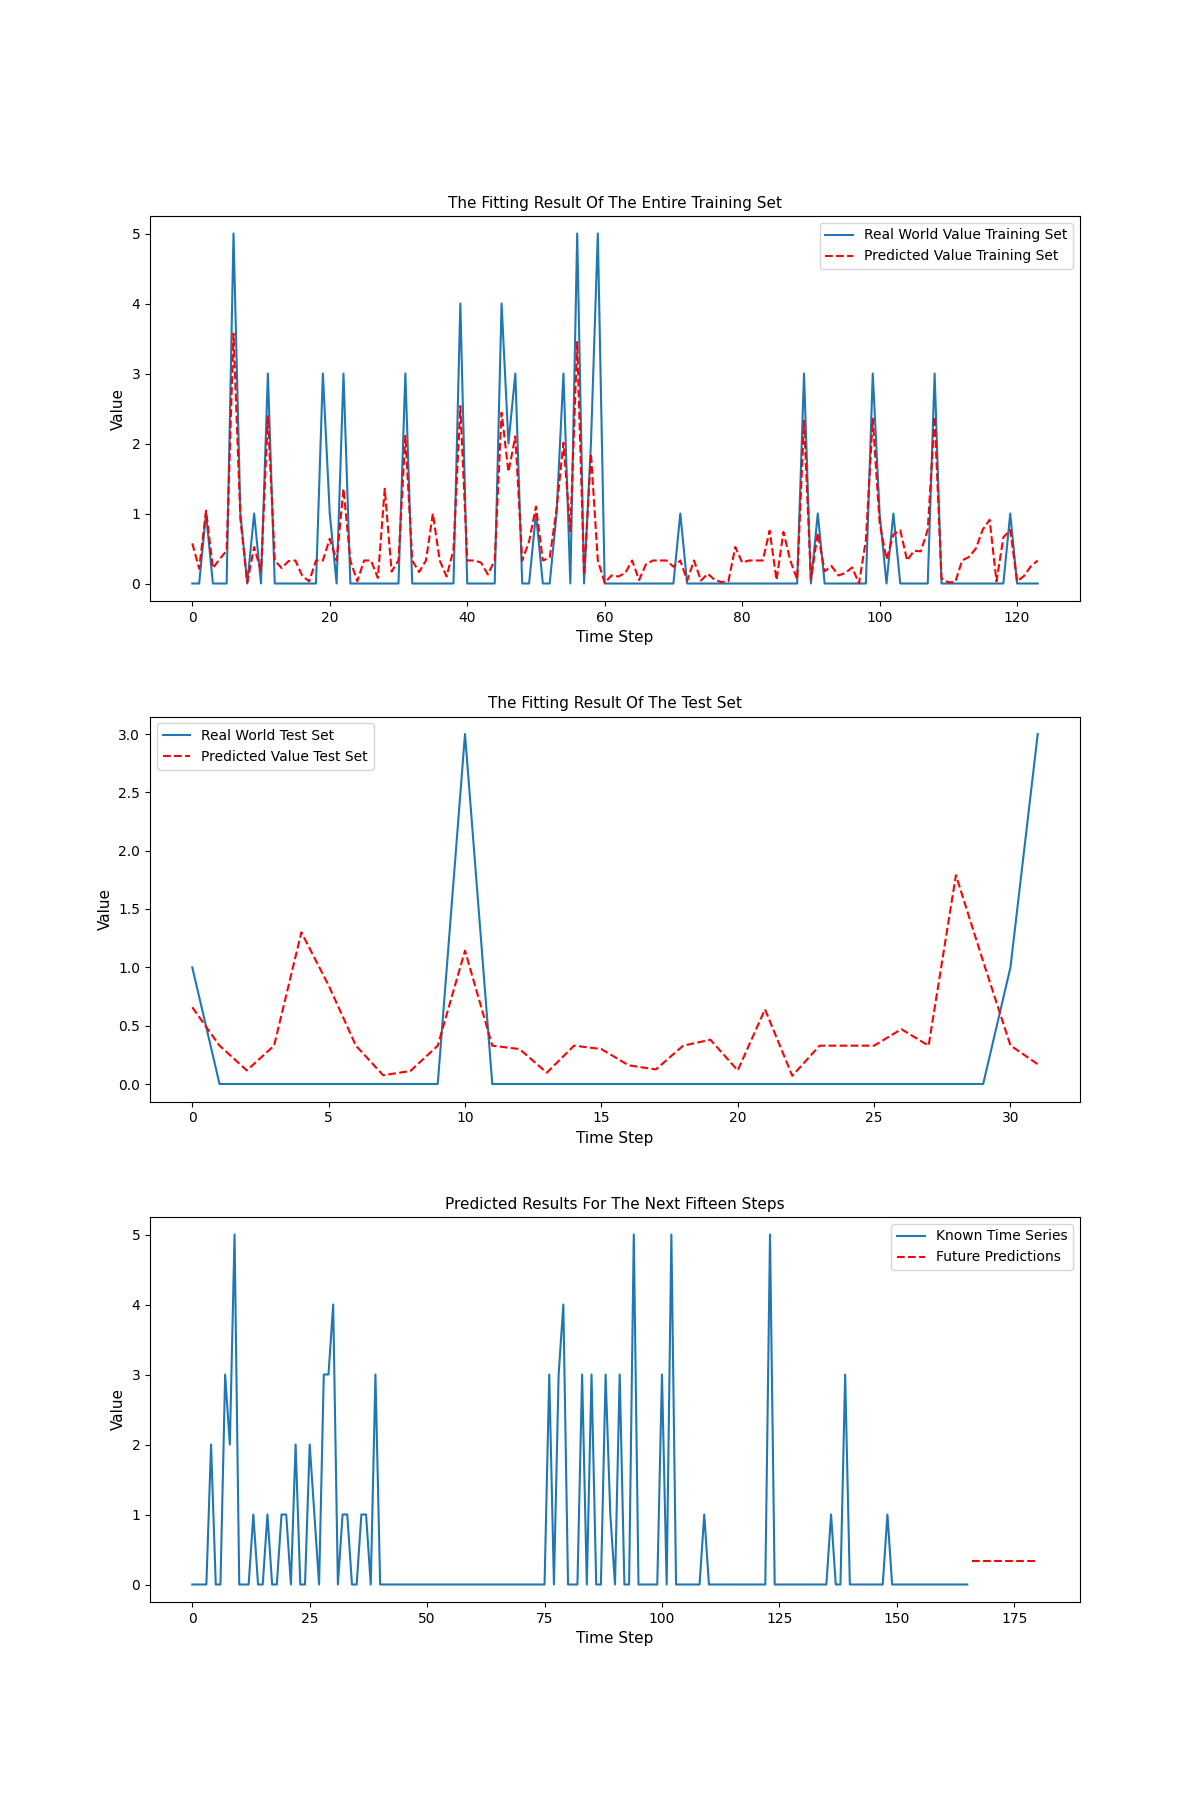 The Fitting Result Of The Entire Training Set
Real World Value Training Set
Predicted Value Training Set
5
4
3
2
1
0
Value
0 20 40 60 80 100 120
Time Step
The Fitting Result Of The Test Set
Real World Test Set
Predicted Value Test Set
3.0
2.5
2.0
1.5
1.0
0.5
0.0
Value
0 5 10 15 20 25 30
Time Step
Predicted Results For The Next Fifteen Steps
Known Time Series
Future Predictions
5
4
3
2
1
0
Value
0 25 50 75 100 125 150 175
Time Step